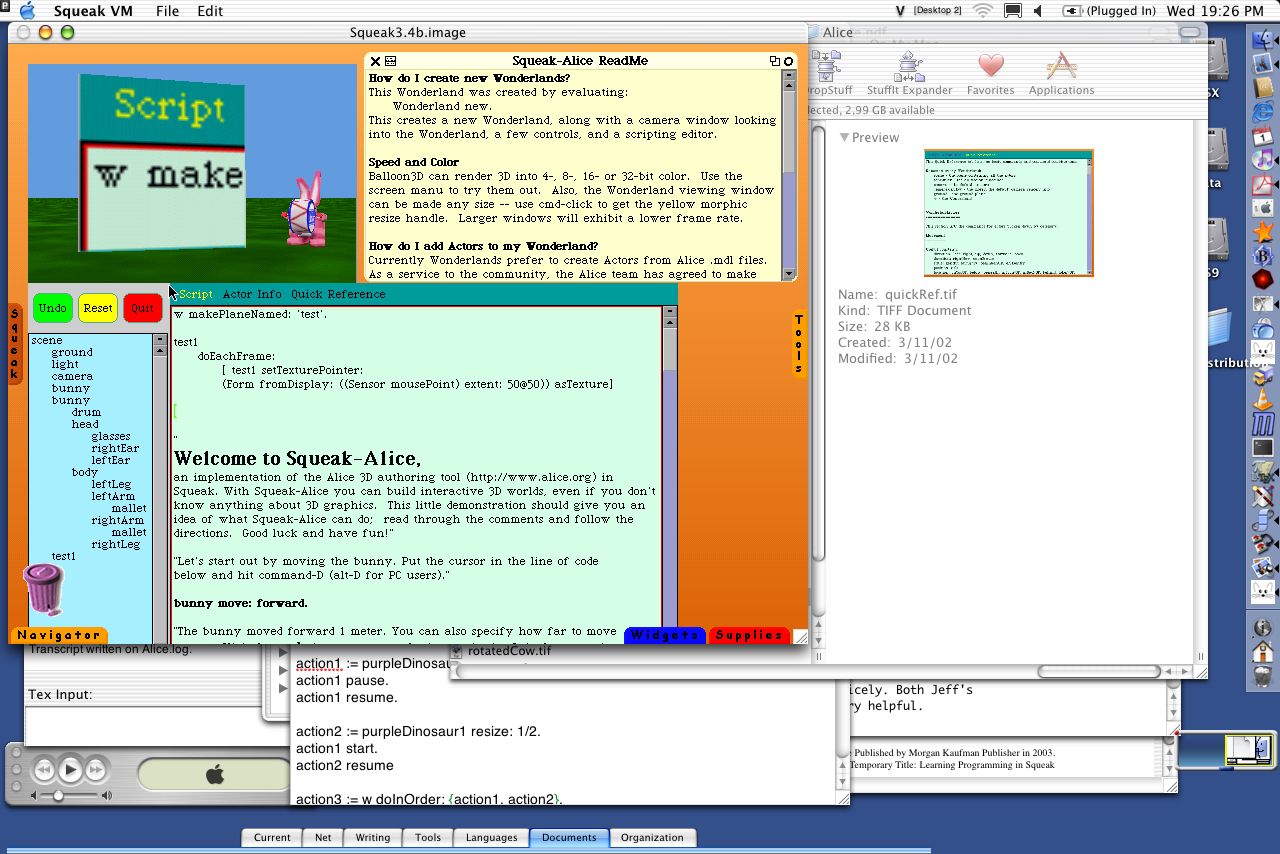 Squeak VM File Edit
V [Desktop 2] (Plugged In) Wed 19:26 PM
Squeak3.4b.image
Script
w make
Squeak-Alice ReadMe
How do I create new Wonderlands?
This Wonderland was created by evaluating:
Wonderland new.
This creates a new Wonderland, along with a camera window looking
into the Wonderland, a few controls, and a scripting editor.
Speed and Color
Balloon3D can render 3D into 4-, 8-, 16- or 32-bit color. Use the
screen manu to try them out. Also, the Wonderland viewing window
can be made any size -- use cmd-click to get the yellow morphic
resize handle. Larger windows will exhibit a lower frame rate.
How do I add Actors to my Wonderland?
Currently Wonderlands prefer to create Actors from Alice .mdl files.
As a service to the community, the Alice team has agreed to make
Squeak
Undo Reset Quit
Script Actor Info Quick Reference
Tools
scene
ground
light
camera
bunny
bunny
drum
head
glasses
rightEar
leftEar
body
leftLeg
leftArm
mallet
rightArm
mallet
rightLeg
test1
w makePlaneNamed: 'test'.
test1
doEachFrame:
[ test1 setTexturePointer:
(Form fromDisplay: ((Sensor mousePoint) extent: 50@50)) asTexture]
[
"
Welcome to Squeak-Alice,
an implementation of the Alice 3D authoring tool (http://www.alice.org) in
Squeak. With Squeak-Alice you can build interactive 3D worlds, even if you don't
know anything about 3D graphics. This little demonstration should give you an
idea of what Squeak-Alice can do; read through the comments and follow the
directions. Good luck and have fun!"
"Let's start out by moving the bunny. Put the cursor in the line of code
below and hit command-D (alt-D for PC users)."
bunny move: forward.
"The bunny moved forward 1 meter. You can also specify how far to move
Navigator Widgets Supplies
Alice
DropStuff StuffIt Expander Favorites Applications
ected, 2,99 GB available
Preview
Name: quickRef.tif
Kind: TIFF Document
Size: 28 KB
Created: 3/11/02
Modified: 3/11/02
SX
ata
S9
stribution
rotatedCow.tif
Transcript written on Alice.log.
Tex Input:
action1 := purpleDinosau
action1 pause.
action1 resume.
action2 := purpleDinosaur1 resize: 1/2.
action1 start.
action2 resume
action3 := w doInOrder: {action1. action2}.
icely. Both Jeff's
ry helpful.
Published by Morgan Kaufman Publisher in 2003.
Temporary Title: Learning Programming in Squeak
Current Net Writing Tools Languages Documents Organization